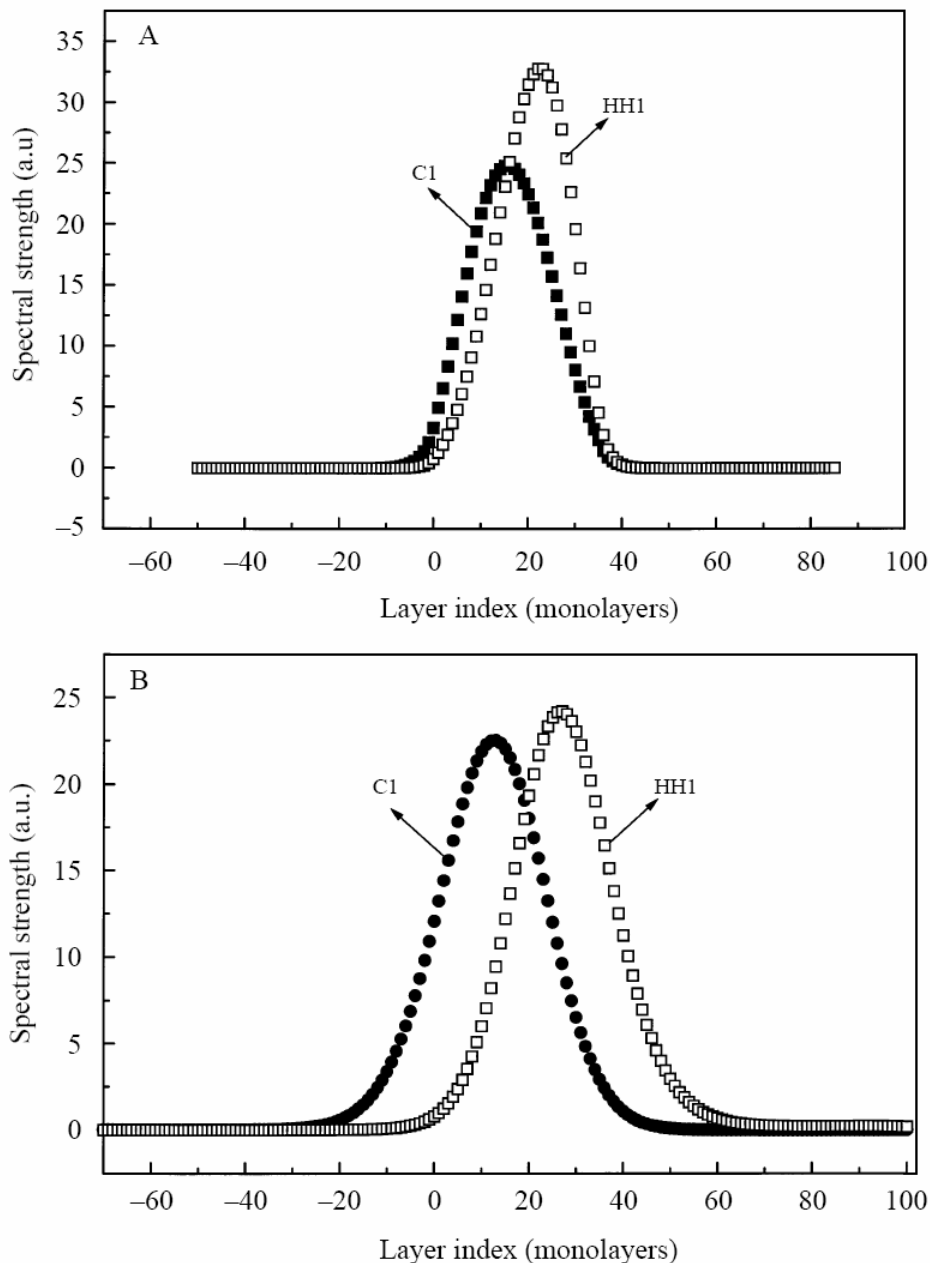 A
35
30
25
20
15
10
5
0
–5
Spectral strength (a.u)
C1
HH1
–60 –40 –20 0 20 40 60 80 100
Layer index (monolayers)
B
25
20
15
10
5
0
Spectral strength (a.u.)
C1
HH1
–60 –40 –20 0 20 40 60 80 100
Layer index (monolayers)